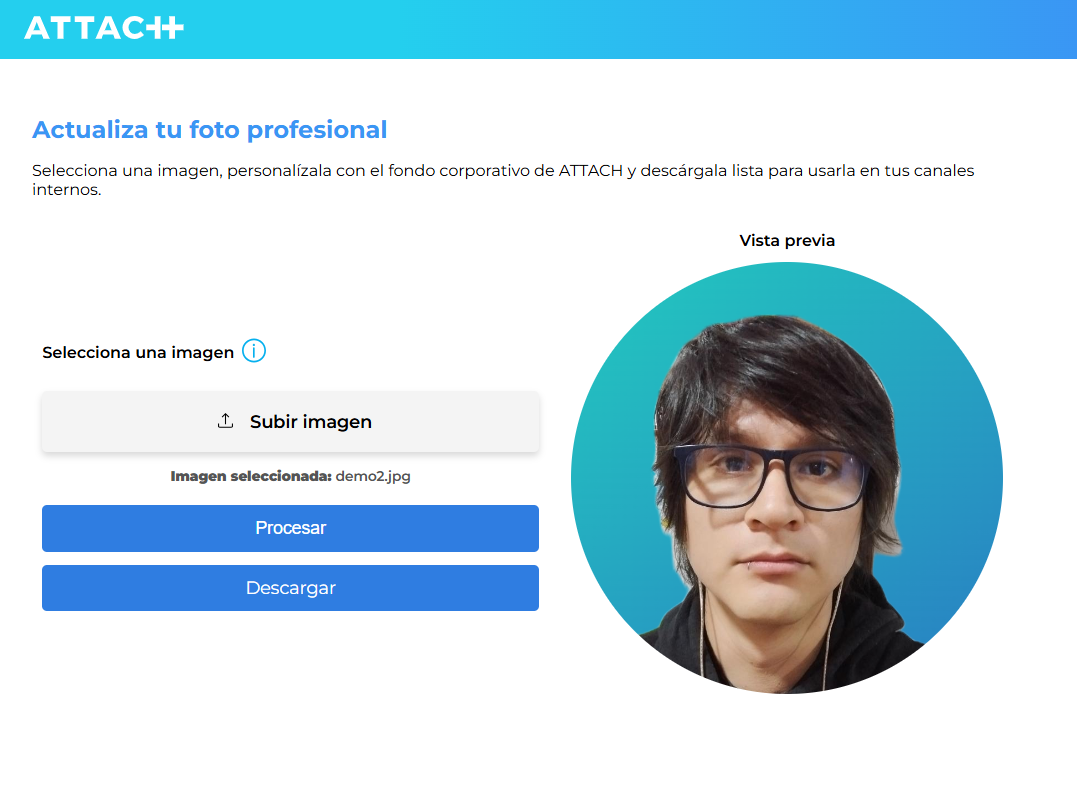 ATTACH
Actualiza tu foto profesional
Selecciona una imagen, personalízala con el fondo corporativo de ATTACH y descárgala lista para usarla en tus canales
internos.
Vista previa
Selecciona una imagen
Subir imagen
Imagen seleccionada: demo2.jpg
Procesar
Descargar